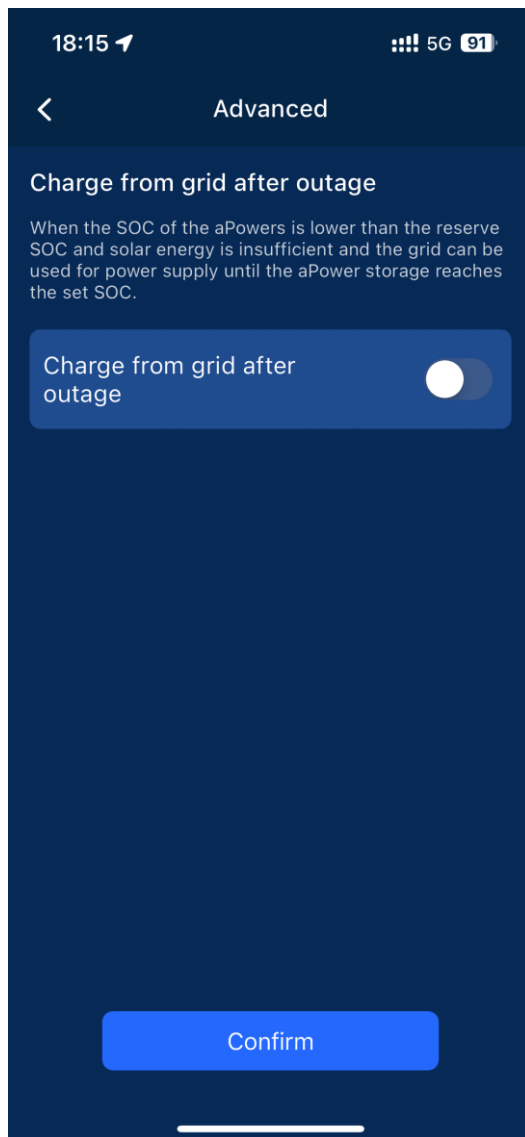 18:15
5G 91
Advanced
Charge from grid after outage
When the SOC of the aPowers is lower than the reserve
SOC and solar energy is insufficient and the grid can be
used for power supply until the aPower storage reaches
the set SOC.
Charge from grid after
outage
Confirm